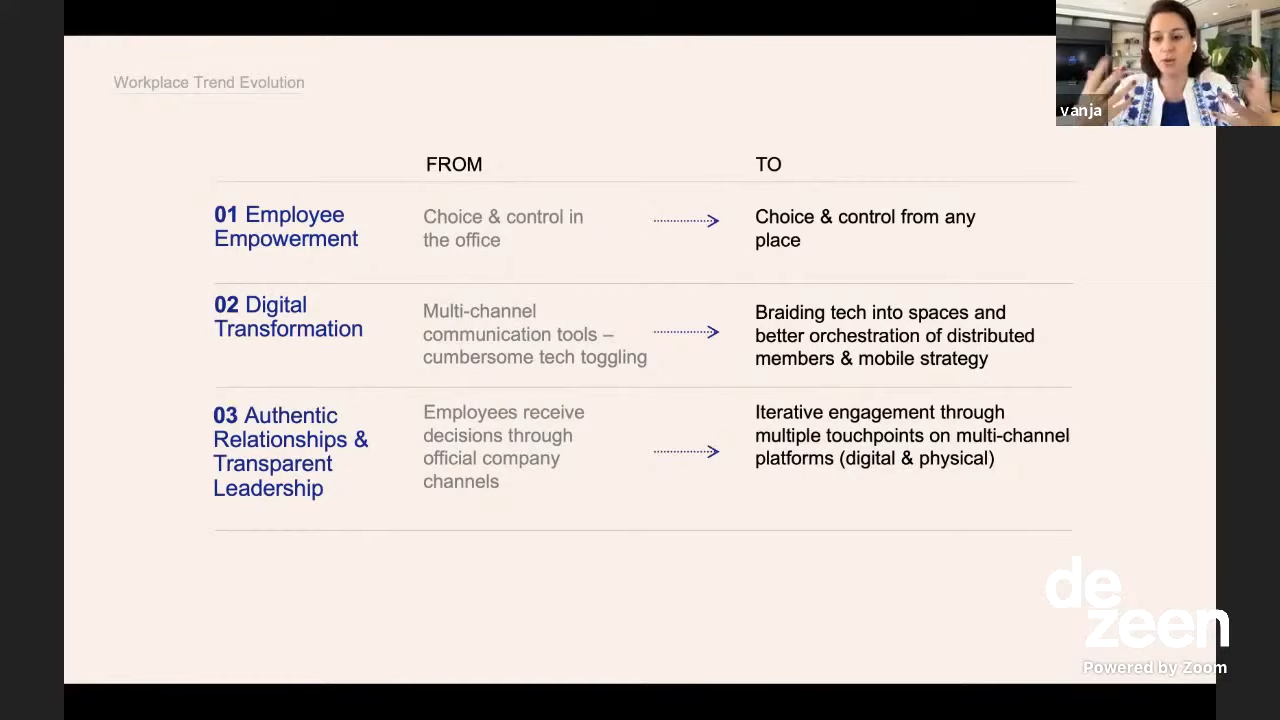 Workplace Trend Evolution
vanja
FROM
TO
01 Employee
Empowerment
Choice & control in
the office
Choice & control from any
place
02 Digital
Transformation
Multi-channel
communication tools –
cumbersome tech toggling
Braiding tech into spaces and
better orchestration of distributed
members & mobile strategy
03 Authentic
Relationships &
Transparent
Leadership
Employees receive
decisions through
official company
channels
Iterative engagement through
multiple touchpoints on multi-channel
platforms (digital & physical)
de
zeen
Powered by Zoom